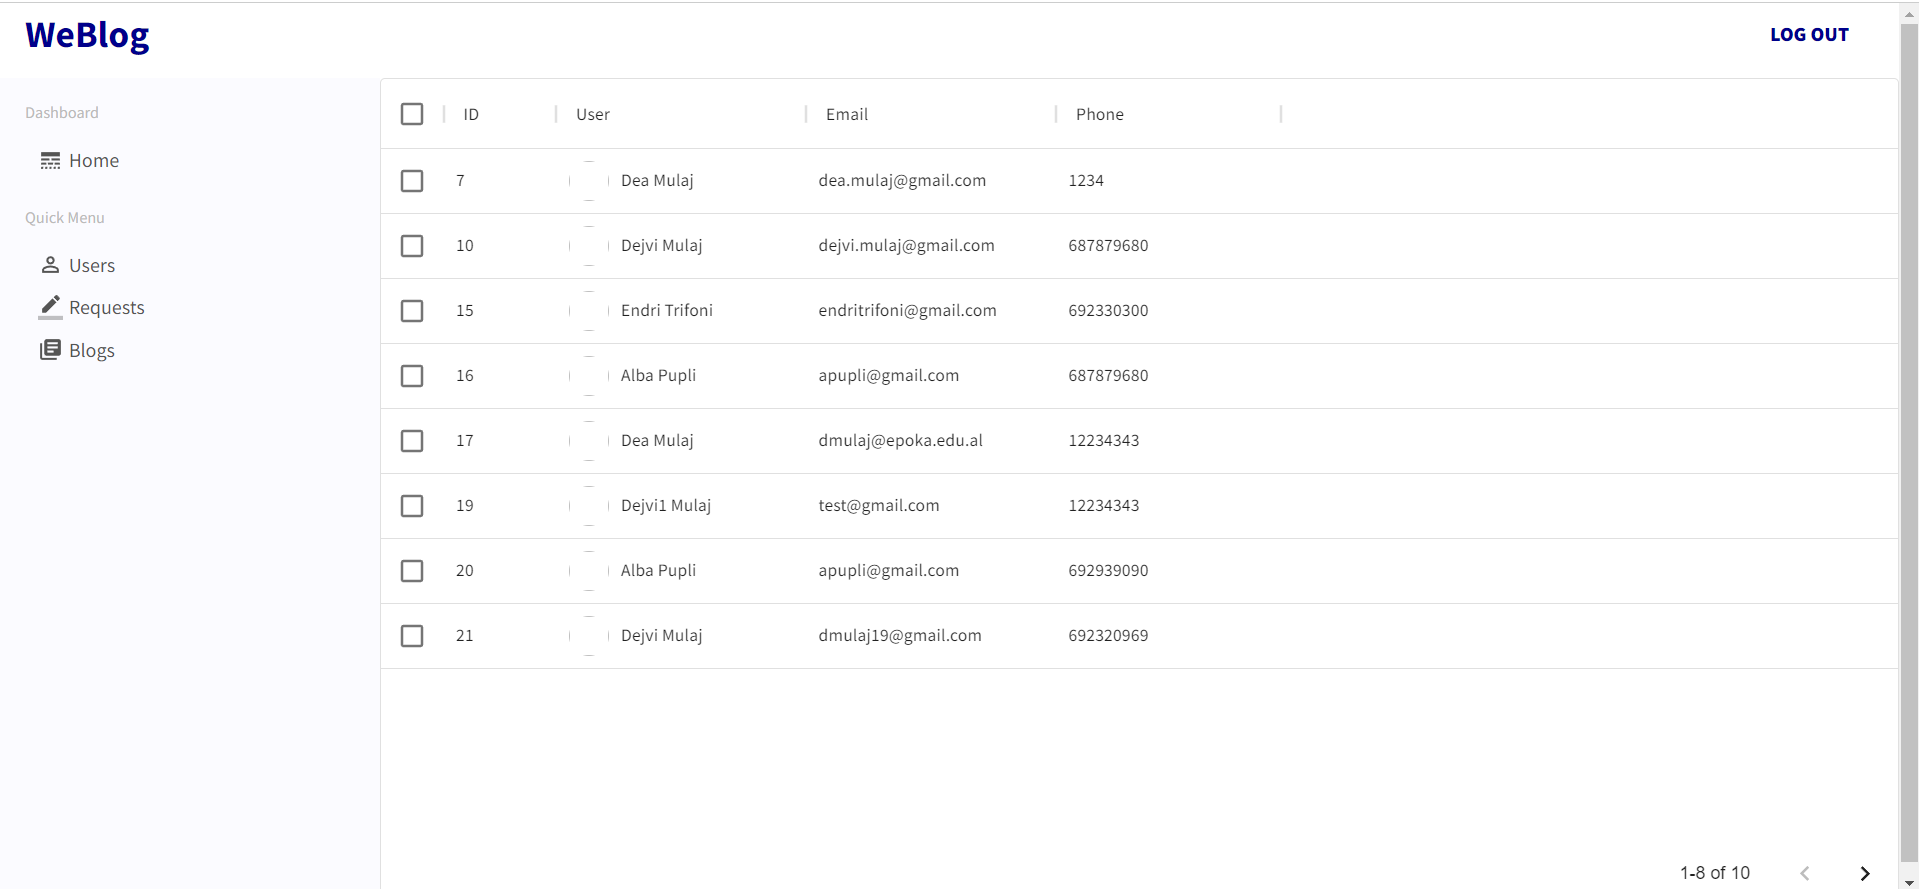 WeBlog
LOG OUT
Dashboard
Home
Quick Menu
Users
Requests
Blogs
ID User Email Phone
7 Dea Mulaj dea.mulaj@gmail.com 1234
10 Dejvi Mulaj dejvi.mulaj@gmail.com 687879680
15 Endri Trifoni endritrifoni@gmail.com 692330300
16 Alba Pupli apupli@gmail.com 687879680
17 Dea Mulaj dmulaj@epoka.edu.al 12234343
19 Dejvi1 Mulaj test@gmail.com 12234343
20 Alba Pupli apupli@gmail.com 692939090
21 Dejvi Mulaj dmulaj19@gmail.com 692320969
1-8 of 10